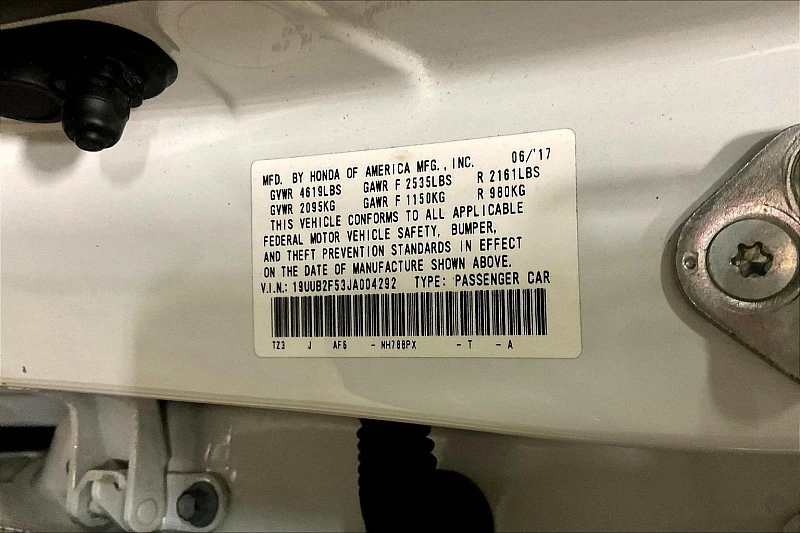 MFD. BY HONDA OF AMERICA MFG., INC. 06/'17
GVWR 4619LBS GAWR F 2535LBS R 2161LBS
GVWR 2095KG GAWR F 1150KG R 980KG
THIS VEHICLE CONFORMS TO ALL APPLICABLE
FEDERAL MOTOR VEHICLE SAFETY, BUMPER,
AND THEFT PREVENTION STANDARDS IN EFFECT
ON THE DATE OF MANUFACTURE SHOWN ABOVE.
V.I.N.: 19UUB2F53JA004292 TYPE: PASSENGER CAR
TZ3 J AF6 - NH788PX - T - A